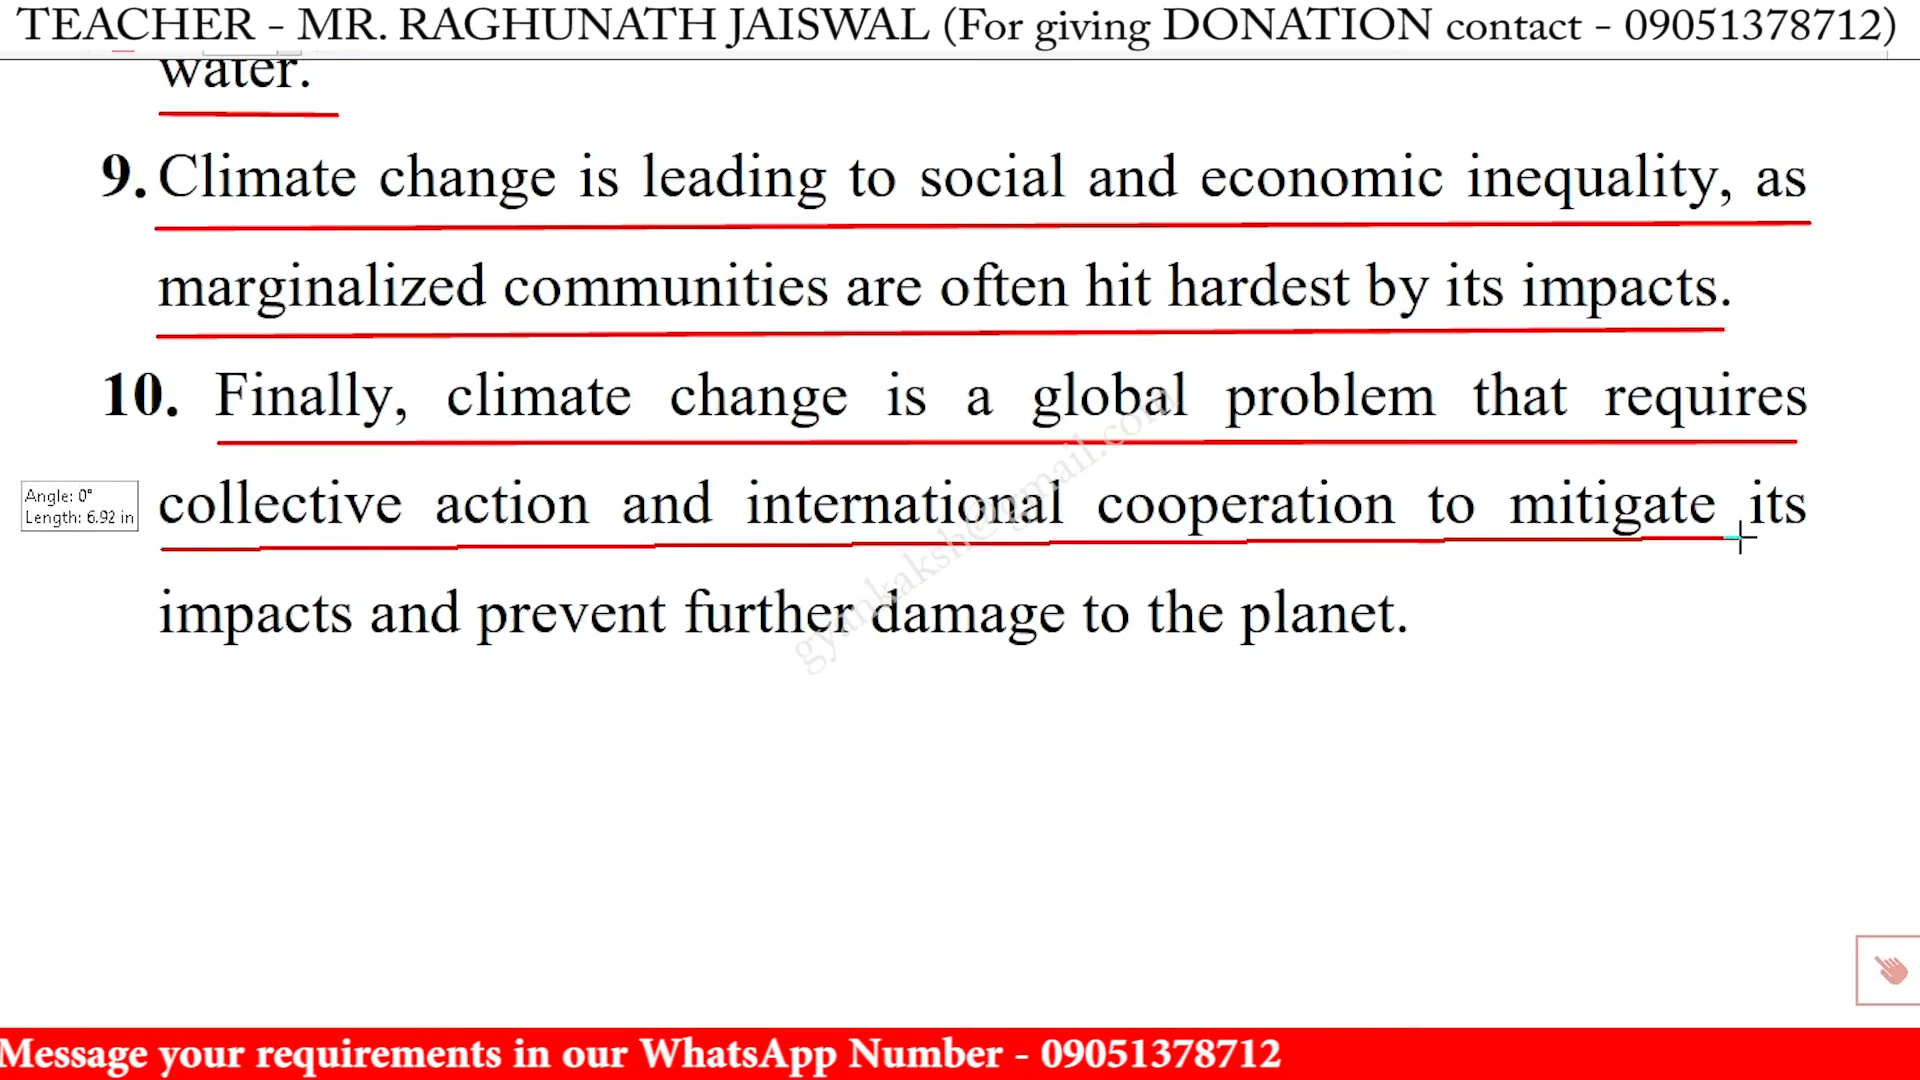 TEACHER - MR. RAGHUNATH JAISWAL (For giving DONATION contact - 09051378712)
water.
9. Climate change is leading to social and economic inequality, as
marginalized communities are often hit hardest by its impacts.
10. Finally, climate change is a global problem that requires
Angle: 0°
Length: 6.92 in
collective action and international cooperation to mitigate its
impacts and prevent further damage to the planet.
gyankaksh@gmail.com
Message your requirements in our WhatsApp Number - 09051378712